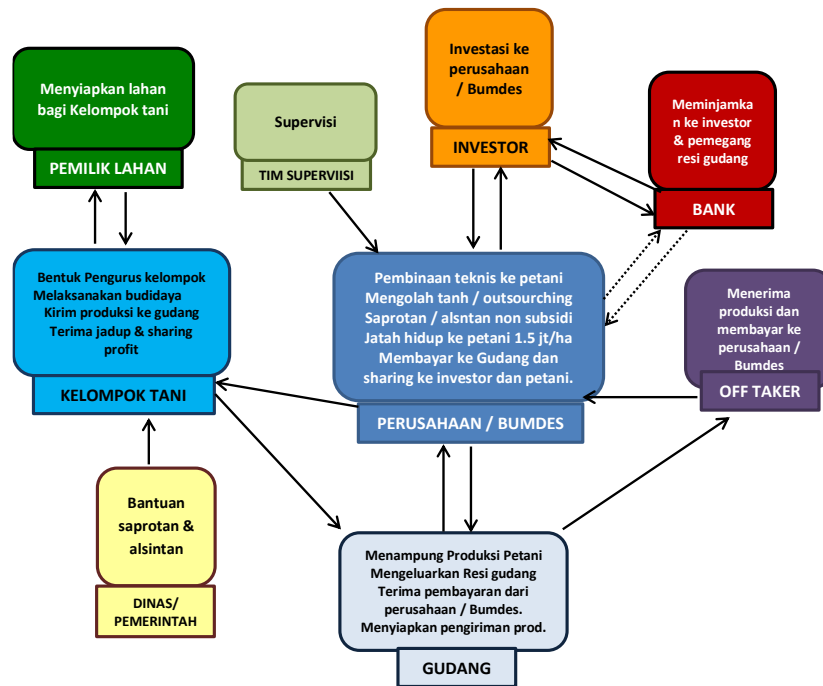 Menyiapkan lahan
bagi Kelompok tani
PEMILIK LAHAN
Supervisi
TIM SUPERVIISI
Investasi ke
perusahaan
/ Bumdes
INVESTOR
Meminjamka
n ke investor
& pemegang
resi gudang
BANK
Bentuk Pengurus kelompok
Melaksanakan budidaya
Kirim produksi ke gudang
Terima jadup & sharing
profit
KELOMPOK TANI
Pembinaan teknis ke petani
Mengolah tanh / outsourching
Saprotan / alsntan non subsidi
Jatah hidup ke petani 1.5 jt/ha
Membayar ke Gudang dan
sharing ke investor dan petani.
PERUSAHAAN / BUMDES
Menerima
produksi dan
membayar ke
perusahaan /
Bumdes
OFF TAKER
Bantuan
saprotan &
alsintan
DINAS/
PEMERINTAH
Menampung Produksi Petani
Mengeluarkan Resi gudang
Terima pembayaran dari
perusahaan / Bumdes.
Menyiapkan pengiriman prod.
GUDANG